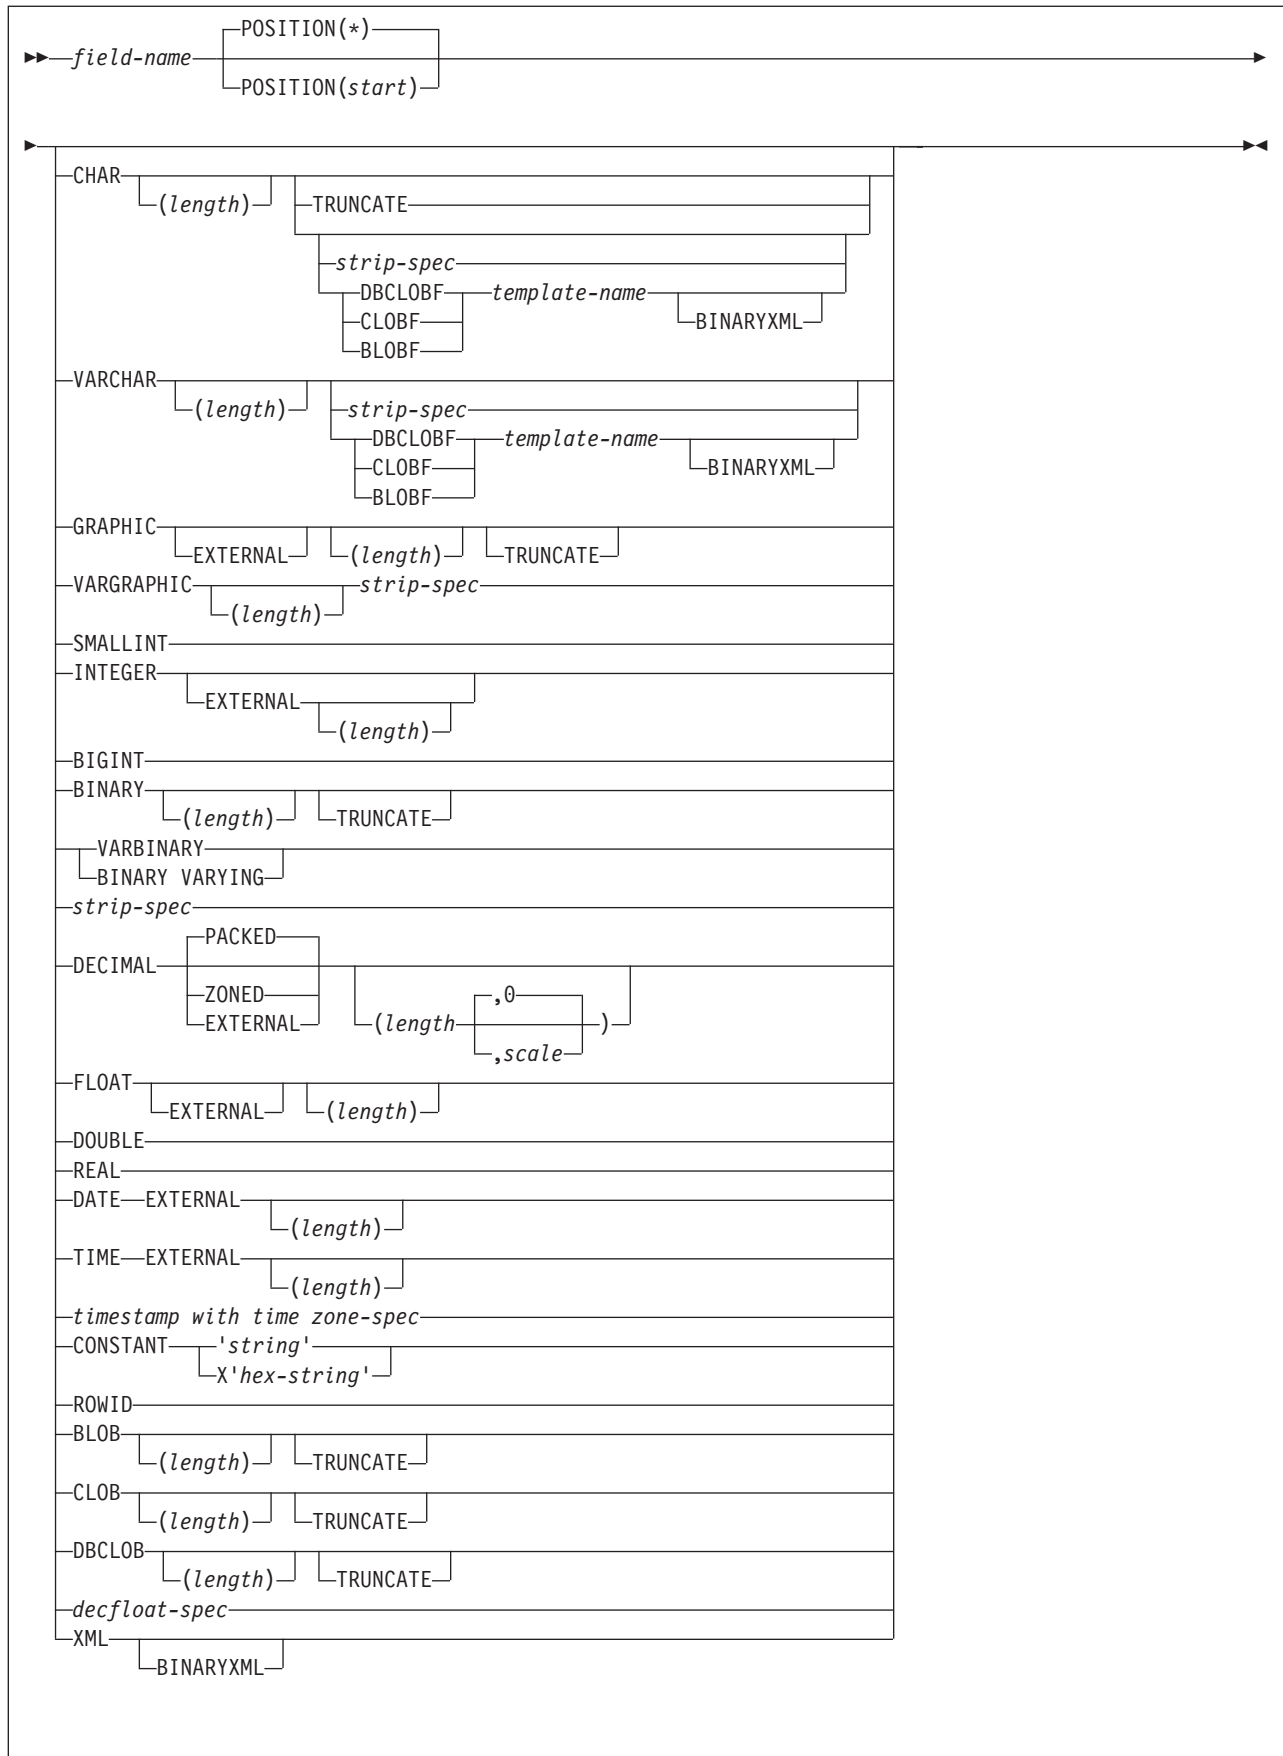 POSITION(*)
field-name
POSITION(start)
CHAR
(length)
TRUNCATE
strip-spec
DBCLOBF template-name
CLOBF BINARYXML
BLOBF
VARCHAR
(length)
strip-spec
DBCLOBF template-name
CLOBF BINARYXML
BLOBF
GRAPHIC
EXTERNAL (length) TRUNCATE
VARGRAPHIC strip-spec
(length)
SMALLINT
INTEGER
EXTERNAL
(length)
BIGINT
BINARY
(length) TRUNCATE
VARBINARY
BINARY VARYING
strip-spec
PACKED
DECIMAL
ZONED ,0
EXTERNAL (length )
,scale
FLOAT
EXTERNAL (length)
DOUBLE
REAL
DATE EXTERNAL
(length)
TIME EXTERNAL
(length)
timestamp with time zone-spec
CONSTANT 'string'
X'hex-string'
ROWID
BLOB
(length) TRUNCATE
CLOB
(length) TRUNCATE
DBCLOB
(length) TRUNCATE
decfloat-spec
XML
BINARYXML